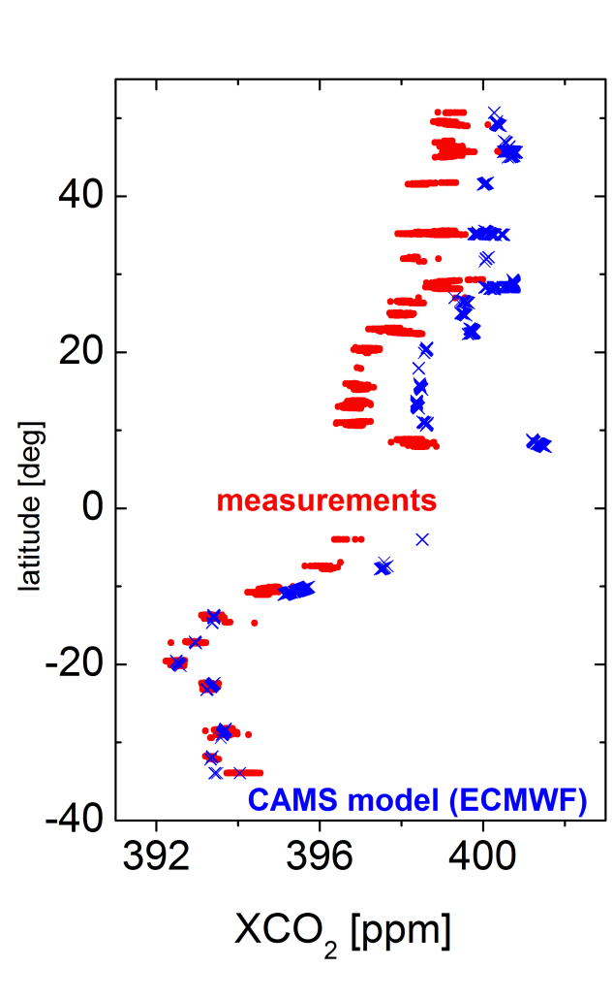 40
20
0
-20
-40
latitude [deg]
measurements
CAMS model (ECMWF)
392 396 400
XCO₂ [ppm]